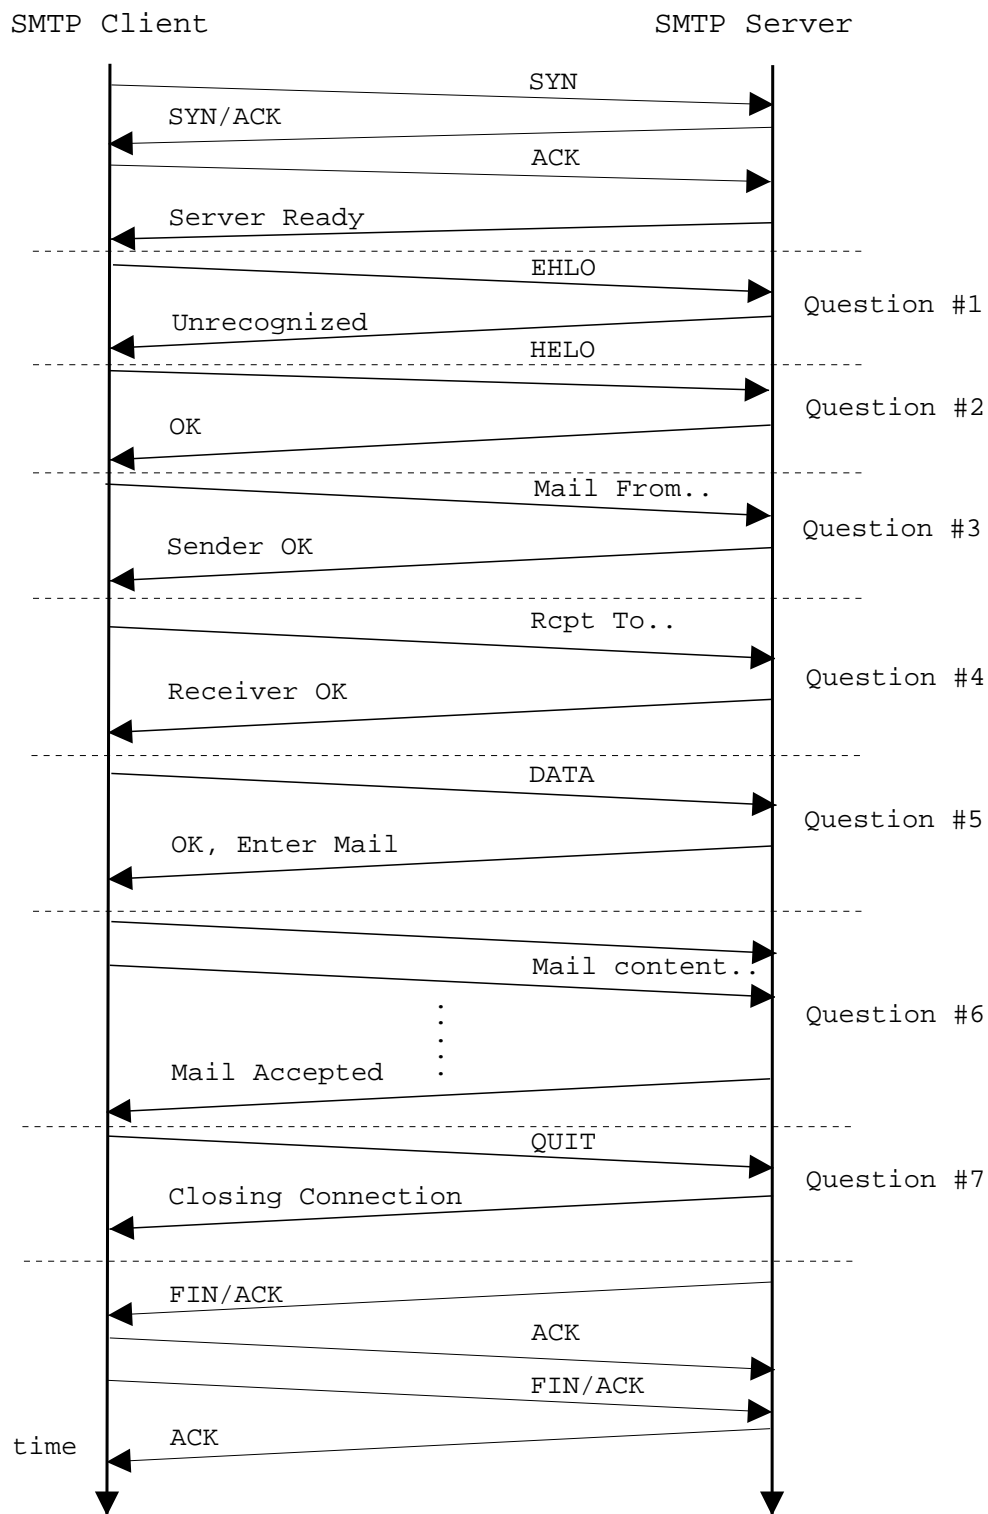 SMTP Client
SMTP Server
SYN
SYN/ACK
ACK
Server Ready
EHLO
Question #1
Unrecognized
HELO
Question #2
OK
Mail From..
Question #3
Sender OK
Rcpt To..
Question #4
Receiver OK
DATA
Question #5
OK, Enter Mail
Mail content..
Question #6
Mail Accepted
QUIT
Question #7
Closing Connection
FIN/ACK
ACK
FIN/ACK
ACK
time